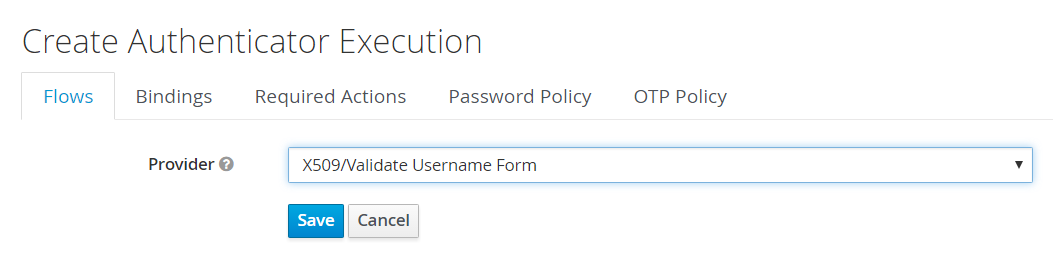 Create Authenticator Execution
Flows Bindings Required Actions Password Policy OTP Policy
Provider X509/Validate Username Form
Save Cancel